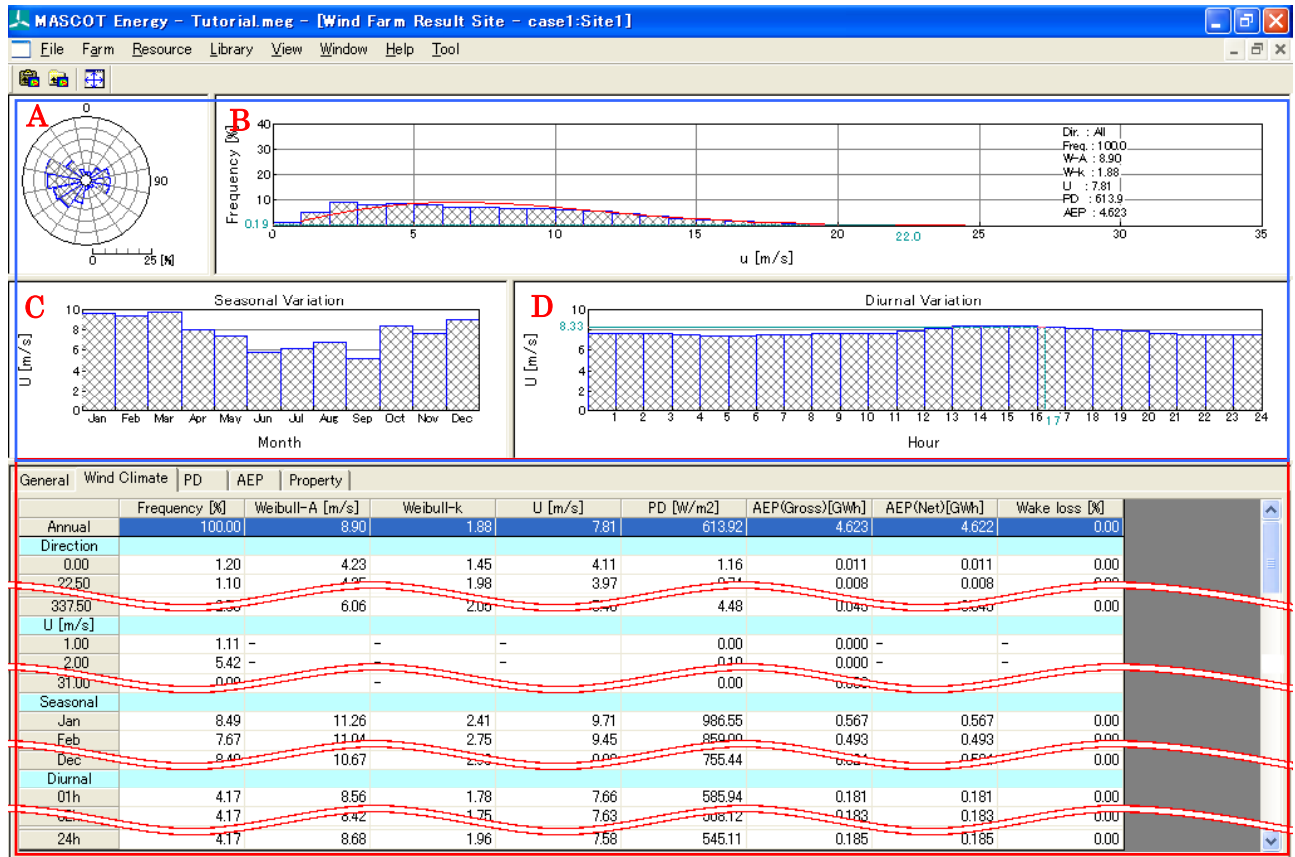 MASCOT Energy - Tutorial.meg - [Wind Farm Result Site - case1:Site1]
File Farm Resource Library View Window Help Tool
A
0
90
0 25 [%]
B
Frequency [%]
40
30
20
10
0.19
0 5 10 15 20 22.0 25 30 35
u [m/s]
Dir. : All
Freq. : 100.0
W-A : 8.90
W-k : 1.88
U : 7.81
PD : 613.9
AEP : 4.623
C
Seasonal Variation
U [m/s]
10
8
6
4
2
0
Jan Feb Mar Apr May Jun Jul Aug Sep Oct Nov Dec
Month
D
Diurnal Variation
U [m/s]
10
8.33
6
4
2
0
1 2 3 4 5 6 7 8 9 10 11 12 13 14 15 16 17 18 19 20 21 22 23 24
Hour
General Wind Climate PD AEP Property
Frequency [%] Weibull-A [m/s] Weibull-k U [m/s] PD [W/m2] AEP(Gross)[GWh] AEP(Net)[GWh] Wake loss [%]
Annual 100.00 8.90 1.88 7.81 613.92 4.623 4.622 0.00
Direction
0.00 1.20 4.23 1.45 4.11 1.16 0.011 0.011 0.00
22.50 1.10 1.98 3.97 0.008 0.008
337.50 6.06 4.48 0.00
U [m/s]
1.00 1.11 - - - 0.00 0.000 - -
2.00 5.42 - - - 0.10 0.000 - -
31.00 - 0.00
Seasonal
Jan 8.49 11.26 2.41 9.71 986.55 0.567 0.567 0.00
Feb 7.67 11.04 2.75 9.45 0.493 0.493 0.00
Dec 10.67 755.44 0.00
Diurnal
01h 4.17 8.56 1.78 7.66 585.94 0.181 0.181 0.00
4.17 8.42 1.75 7.63 0.183 0.183 0.00
24h 4.17 8.68 1.96 7.58 545.11 0.185 0.185 0.00